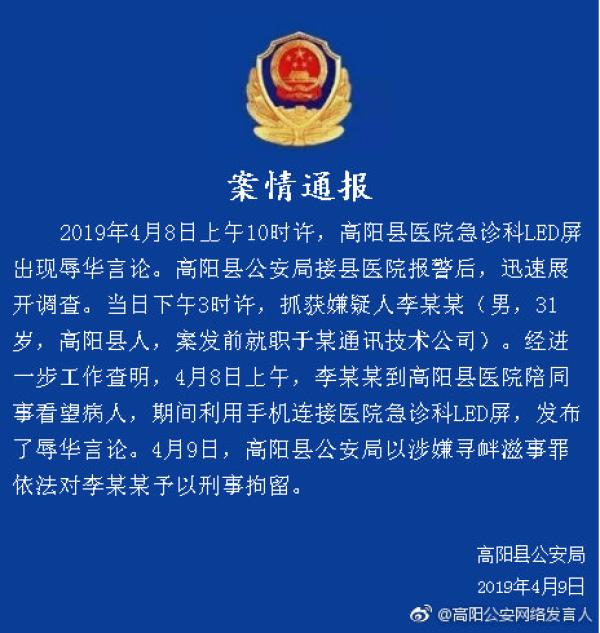 案情通报
2019年4月8日上午10时许，高阳县医院急诊科LED屏
出现辱华言论。高阳县公安局接县医院报警后，迅速展
开调查。当日下午3时许，抓获嫌疑人李某某（男，31
岁，高阳县人，案发前就职于某通讯技术公司）。经进
一步工作查明，4月8日上午，李某某到高阳县医院陪同
事看望病人，期间利用手机连接医院急诊科LED屏，发布
了辱华言论。4月9日，高阳县公安局以涉嫌寻衅滋事罪
依法对李某某予以刑事拘留。
高阳县公安局
2019年4月9日
@高阳公安网络发言人